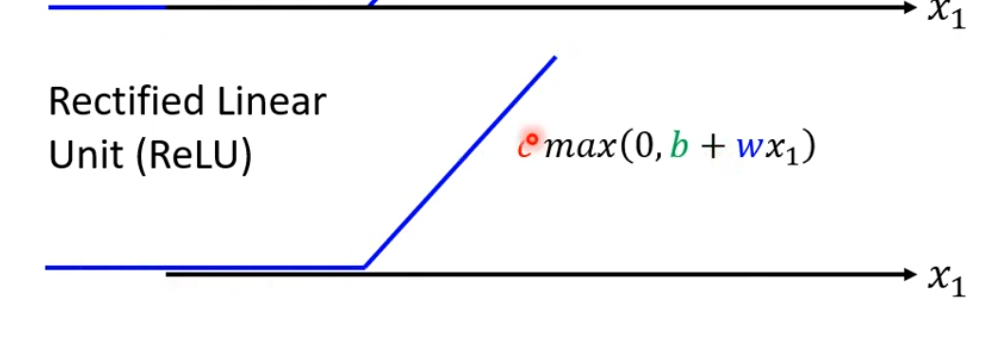 x₁
Rectified Linear
Unit (ReLU)
c max(0, b + wx₁)
x₁